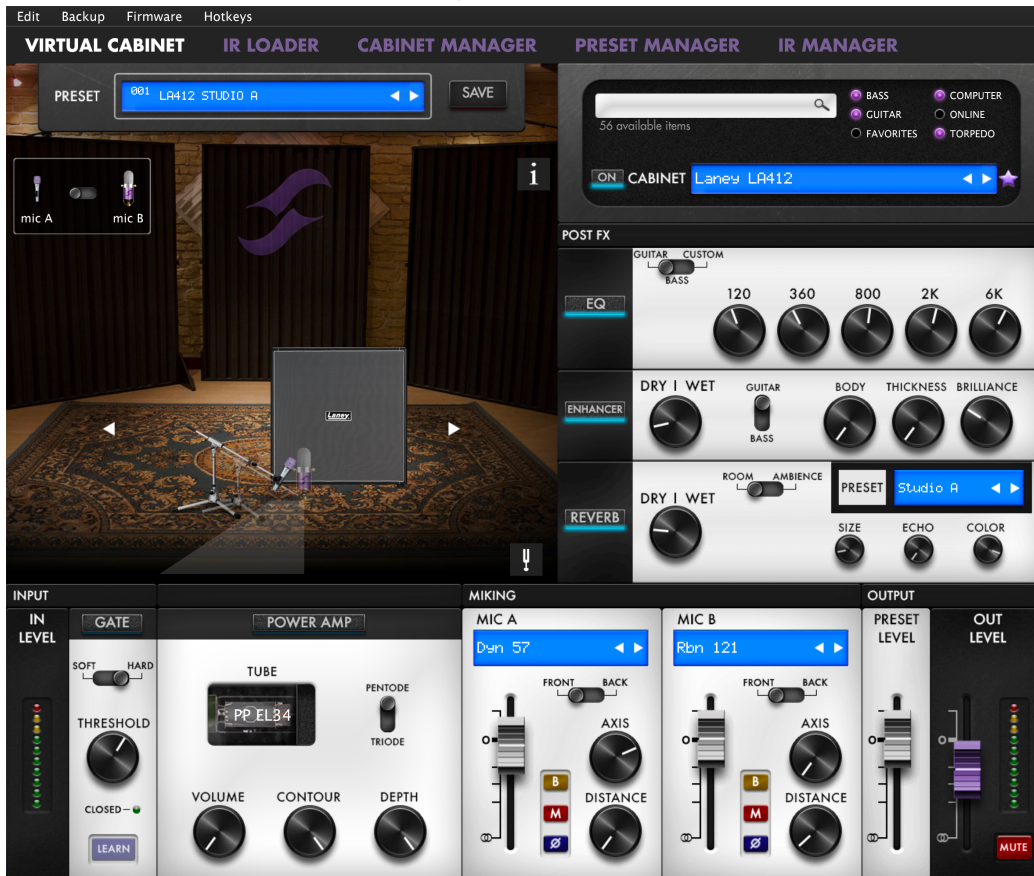 Edit Backup Firmware Hotkeys
VIRTUAL CABINET IR LOADER CABINET MANAGER PRESET MANAGER IR MANAGER
PRESET 001 LA412 STUDIO A SAVE
mic A mic B
i
Laney
56 available items
BASS COMPUTER
GUITAR ONLINE
FAVORITES TORPEDO
ON CABINET Laney LA412
POST FX
EQ
GUITAR CUSTOM
BASS
120 360 800 2K 6K
ENHANCER
DRY | WET
GUITAR
BASS
BODY THICKNESS BRILLIANCE
REVERB
DRY | WET
ROOM AMBIENCE
PRESET Studio A
SIZE ECHO COLOR
INPUT
IN
LEVEL
GATE
SOFT HARD
THRESHOLD
CLOSED
LEARN
POWER AMP
TUBE
PP EL34
PENTODE
TRIODE
VOLUME CONTOUR DEPTH
MIKING
MIC A
Dyn 57
FRONT BACK
AXIS
B
M
Ø
DISTANCE
MIC B
Rbn 121
FRONT BACK
AXIS
B
M
Ø
DISTANCE
OUTPUT
PRESET
LEVEL
OUT
LEVEL
MUTE